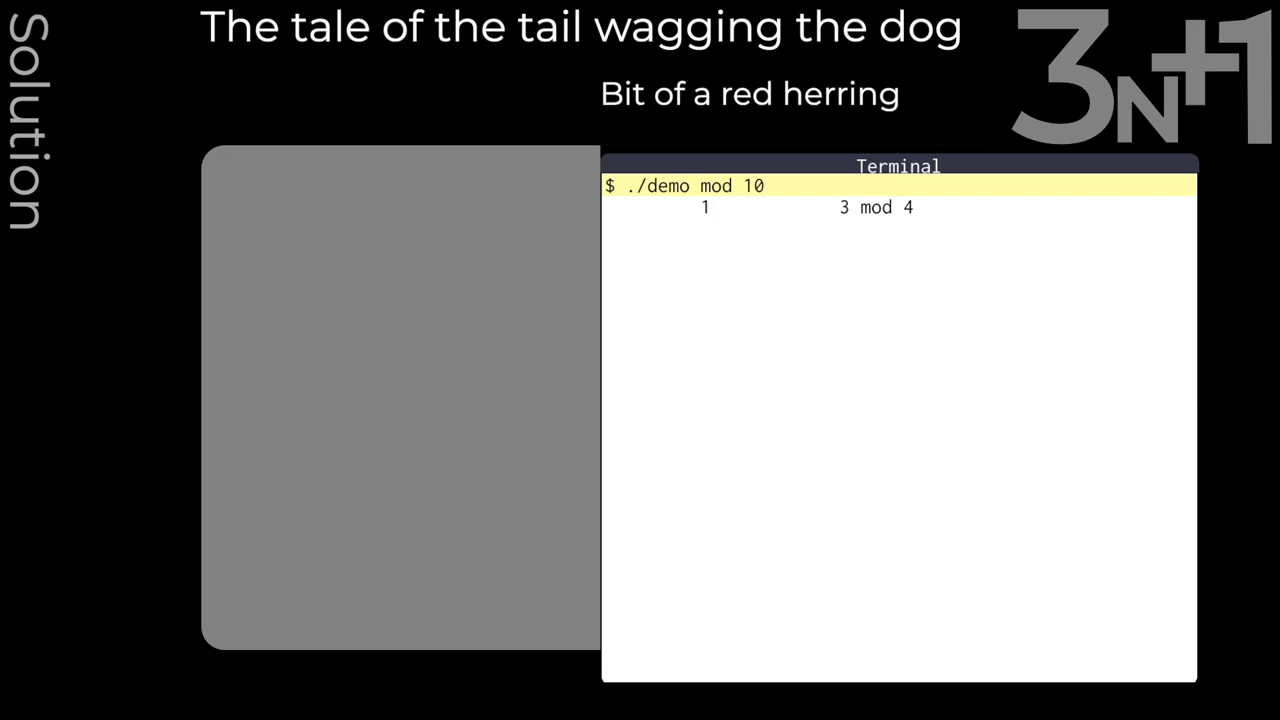 Solution
The tale of the tail wagging the dog
Bit of a red herring
3N+1
Terminal
$ ./demo mod 10
1 3 mod 4